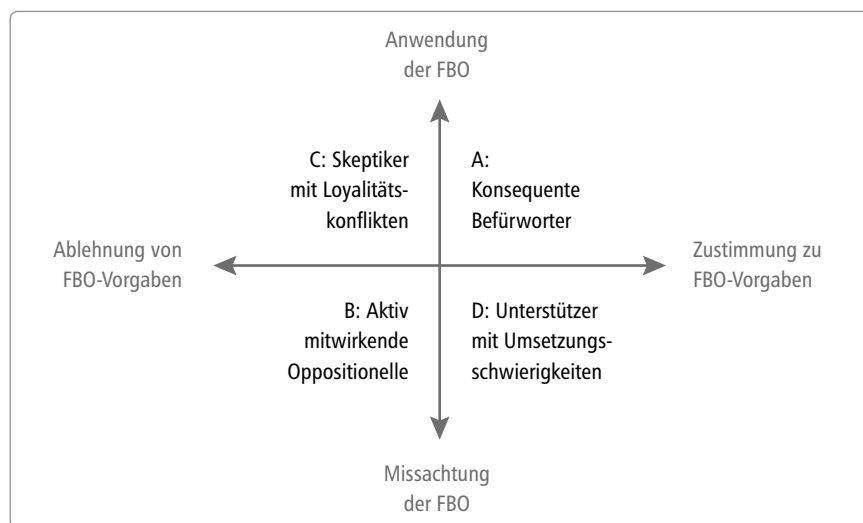 Anwendung
der FBO
C: Skeptiker
mit Loyalitäts-
konflikten
A:
Konsequente
Befürworter
Ablehnung von
FBO-Vorgaben
Zustimmung zu
FBO-Vorgaben
B: Aktiv
mitwirkende
Oppositionelle
D: Unterstützer
mit Umsetzungs-
schwierigkeiten
Missachtung
der FBO